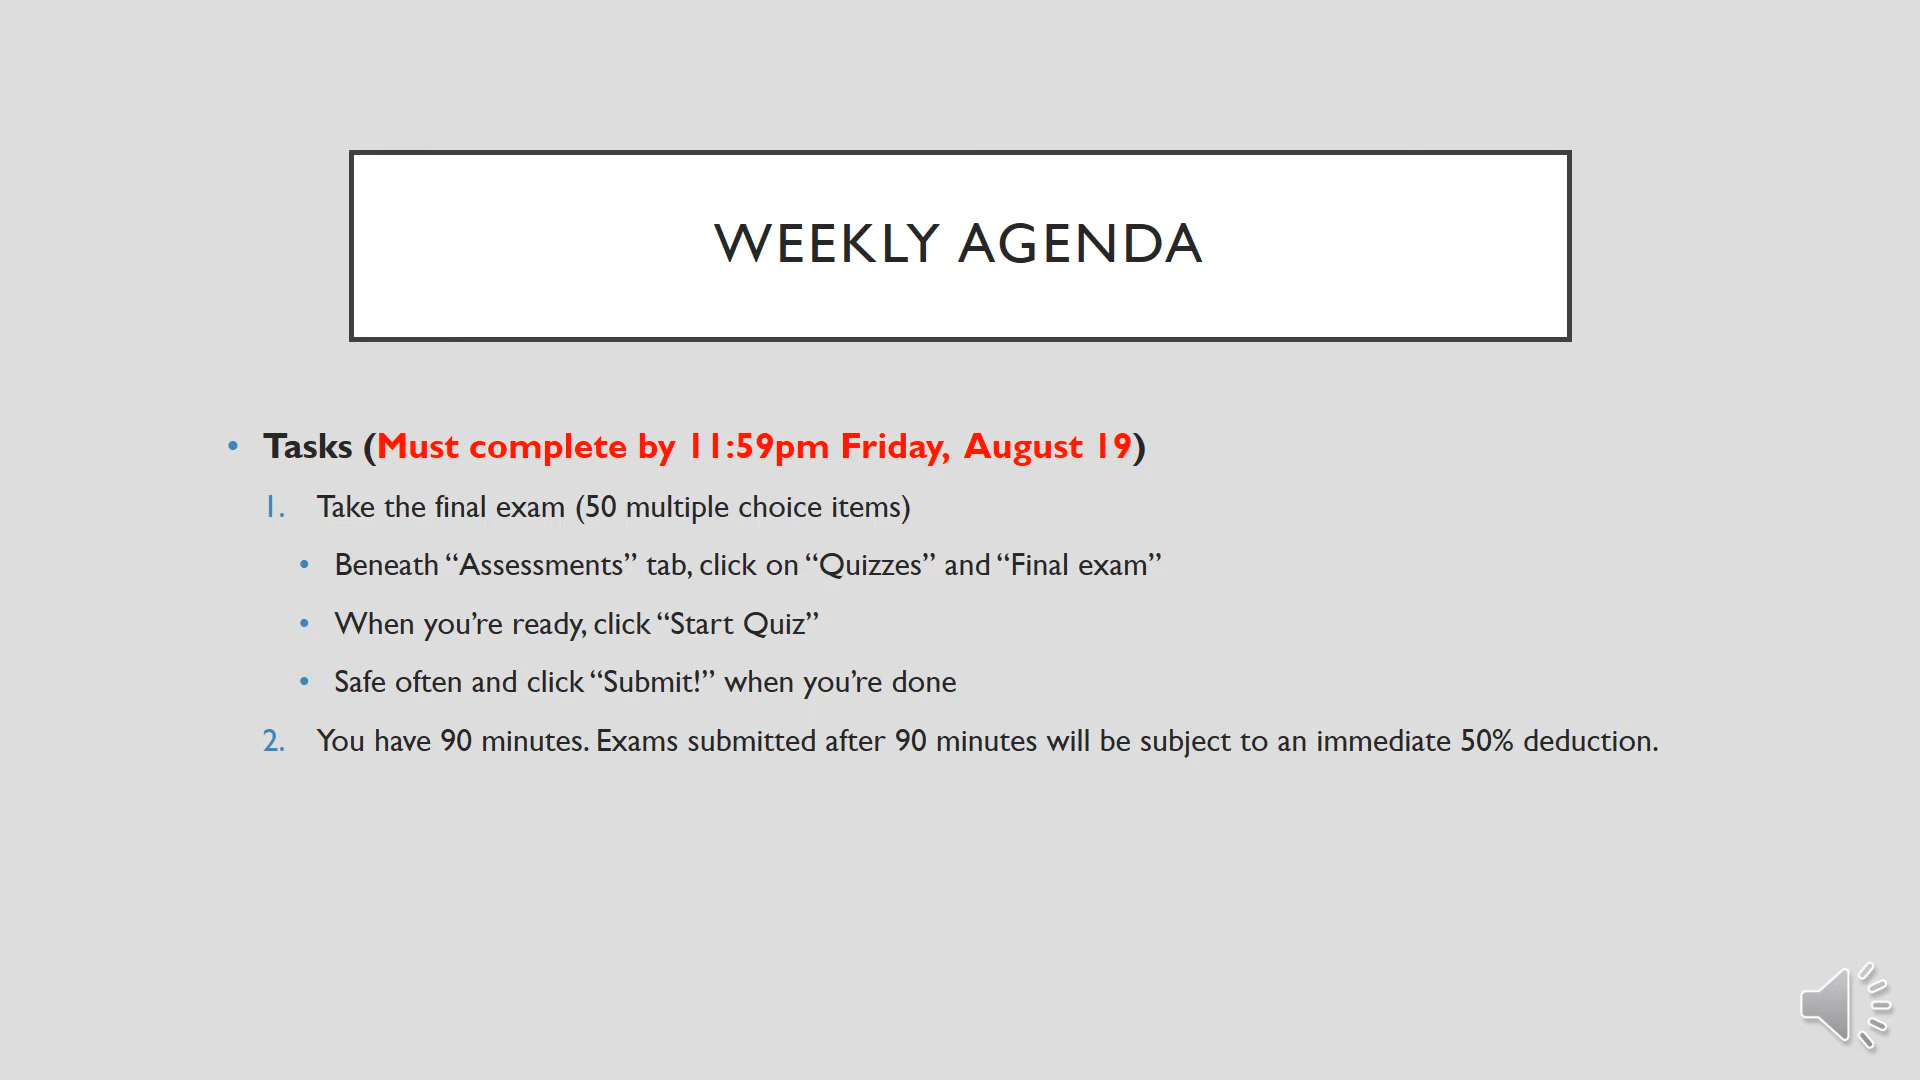 WEEKLY AGENDA
• Tasks (Must complete by 11:59pm Friday, August 19)
1. Take the final exam (50 multiple choice items)
• Beneath “Assessments” tab, click on “Quizzes” and “Final exam”
• When you’re ready, click “Start Quiz”
• Safe often and click “Submit!” when you’re done
2. You have 90 minutes. Exams submitted after 90 minutes will be subject to an immediate 50% deduction.